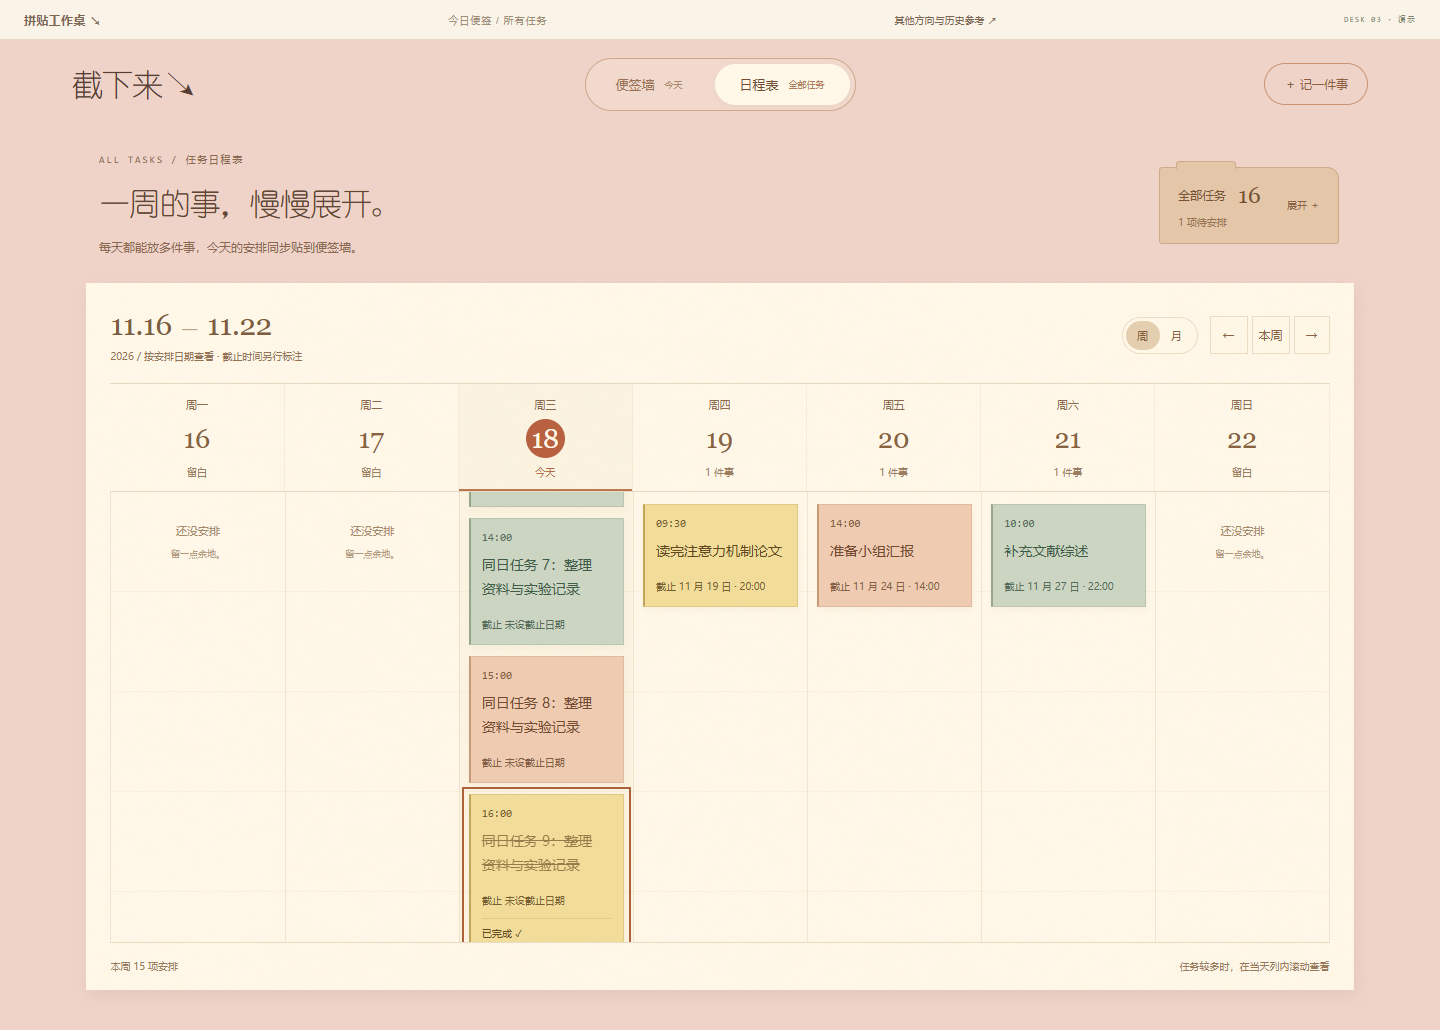 拼贴工作桌 ↘
今日便签 / 所有任务
其他方向与历史参考 ↗
DESK 03 · 演示
截下来↘
便签墙 今天
日程表 全部任务
+ 记一件事
ALL TASKS / 任务日程表
一周的事，慢慢展开。
每天都能放多件事，今天的安排同步贴到便签墙。
全部任务 16
1 项待安排
展开 +
11.16 — 11.22
2026 / 按安排日期查看 · 截止时间另行标注
周 月
← 本周 →
周一
16
留白
周二
17
留白
周三
18
今天
周四
19
1 件事
周五
20
1 件事
周六
21
1 件事
周日
22
留白
还没安排
留一点余地。
还没安排
留一点余地。
14:00
同日任务 7：整理
资料与实验记录
截止 未设截止日期
15:00
同日任务 8：整理
资料与实验记录
截止 未设截止日期
16:00
同日任务 9：整理
资料与实验记录
截止 未设截止日期
已完成 ✓
09:30
读完注意力机制论文
截止 11 月 19 日 · 20:00
14:00
准备小组汇报
截止 11 月 24 日 · 14:00
10:00
补充文献综述
截止 11 月 27 日 · 22:00
还没安排
留一点余地。
本周 15 项安排
任务较多时，在当天列内滚动查看